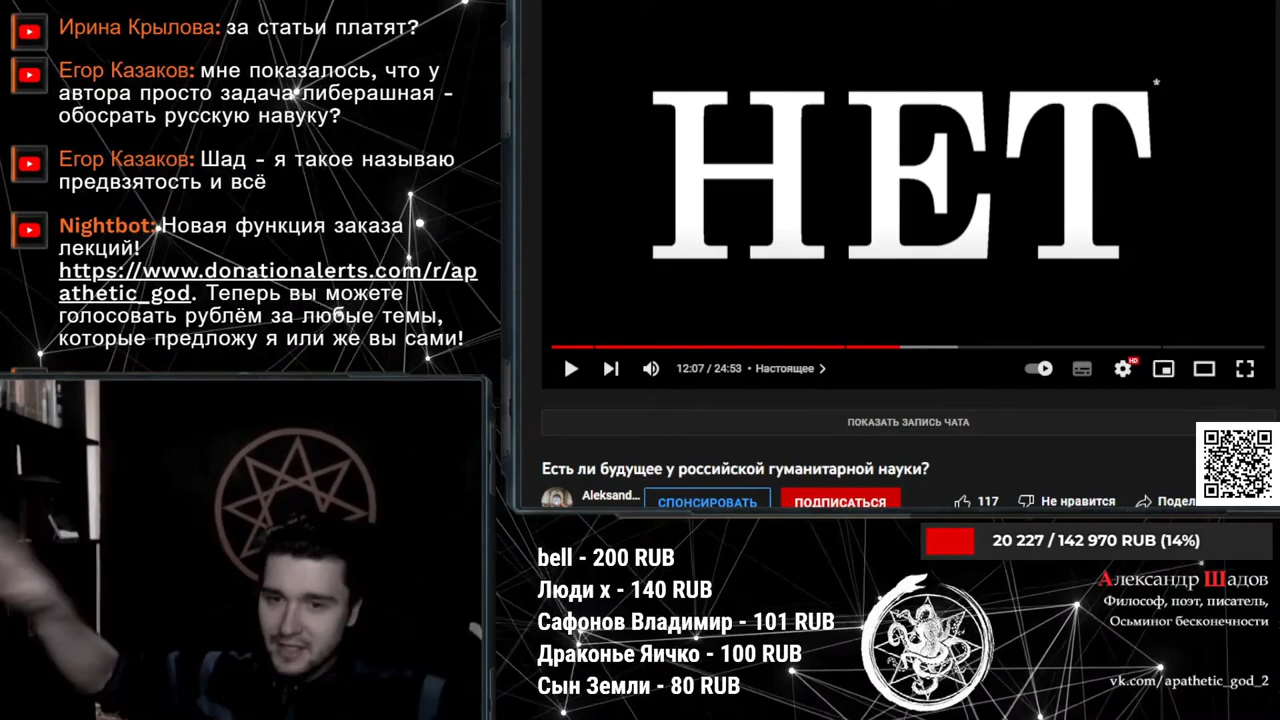 Ирина Крылова: за статьи платят?
Егор Казаков: мне показалось, что у
автора просто задача либерашная -
обосрать русскую навуку?
Егор Казаков: Шад - я такое называю
предвзятость и всё
Nightbot: Новая функция заказа
лекций!
https://www.donationalerts.com/r/ap
athetic_god. Теперь вы можете
голосовать рублём за любые темы,
которые предложу я или же вы сами!
НЕТ*
12:07 / 24:53 • Настоящее
HD
ПОКАЗАТЬ ЗАПИСЬ ЧАТА
Есть ли будущее у российской гуманитарной науки?
Aleksand...
СПОНСИРОВАТЬ
ПОДПИСАТЬСЯ
117
Не нравится
Подел
20 227 / 142 970 RUB (14%)
bell - 200 RUB
Люди х - 140 RUB
Сафонов Владимир - 101 RUB
Драконье Яичко - 100 RUB
Сын Земли - 80 RUB
Александр Шадов
Философ, поэт, писатель,
Осьминог бесконечности
vk.com/apathetic_god_2